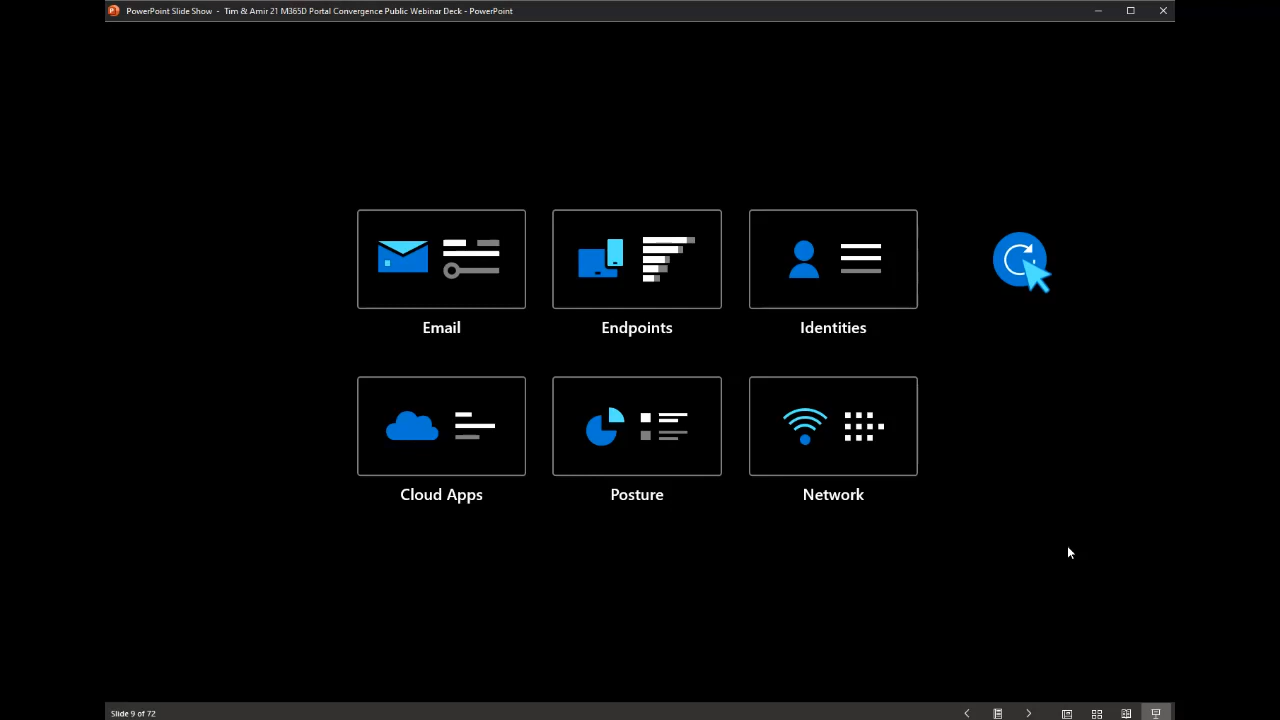 PowerPoint Slide Show - Tim & Amir 21 M365D Portal Convergence Public Webinar Deck - PowerPoint
Email
Endpoints
Identities
Cloud Apps
Posture
Network
Slide 9 of 72